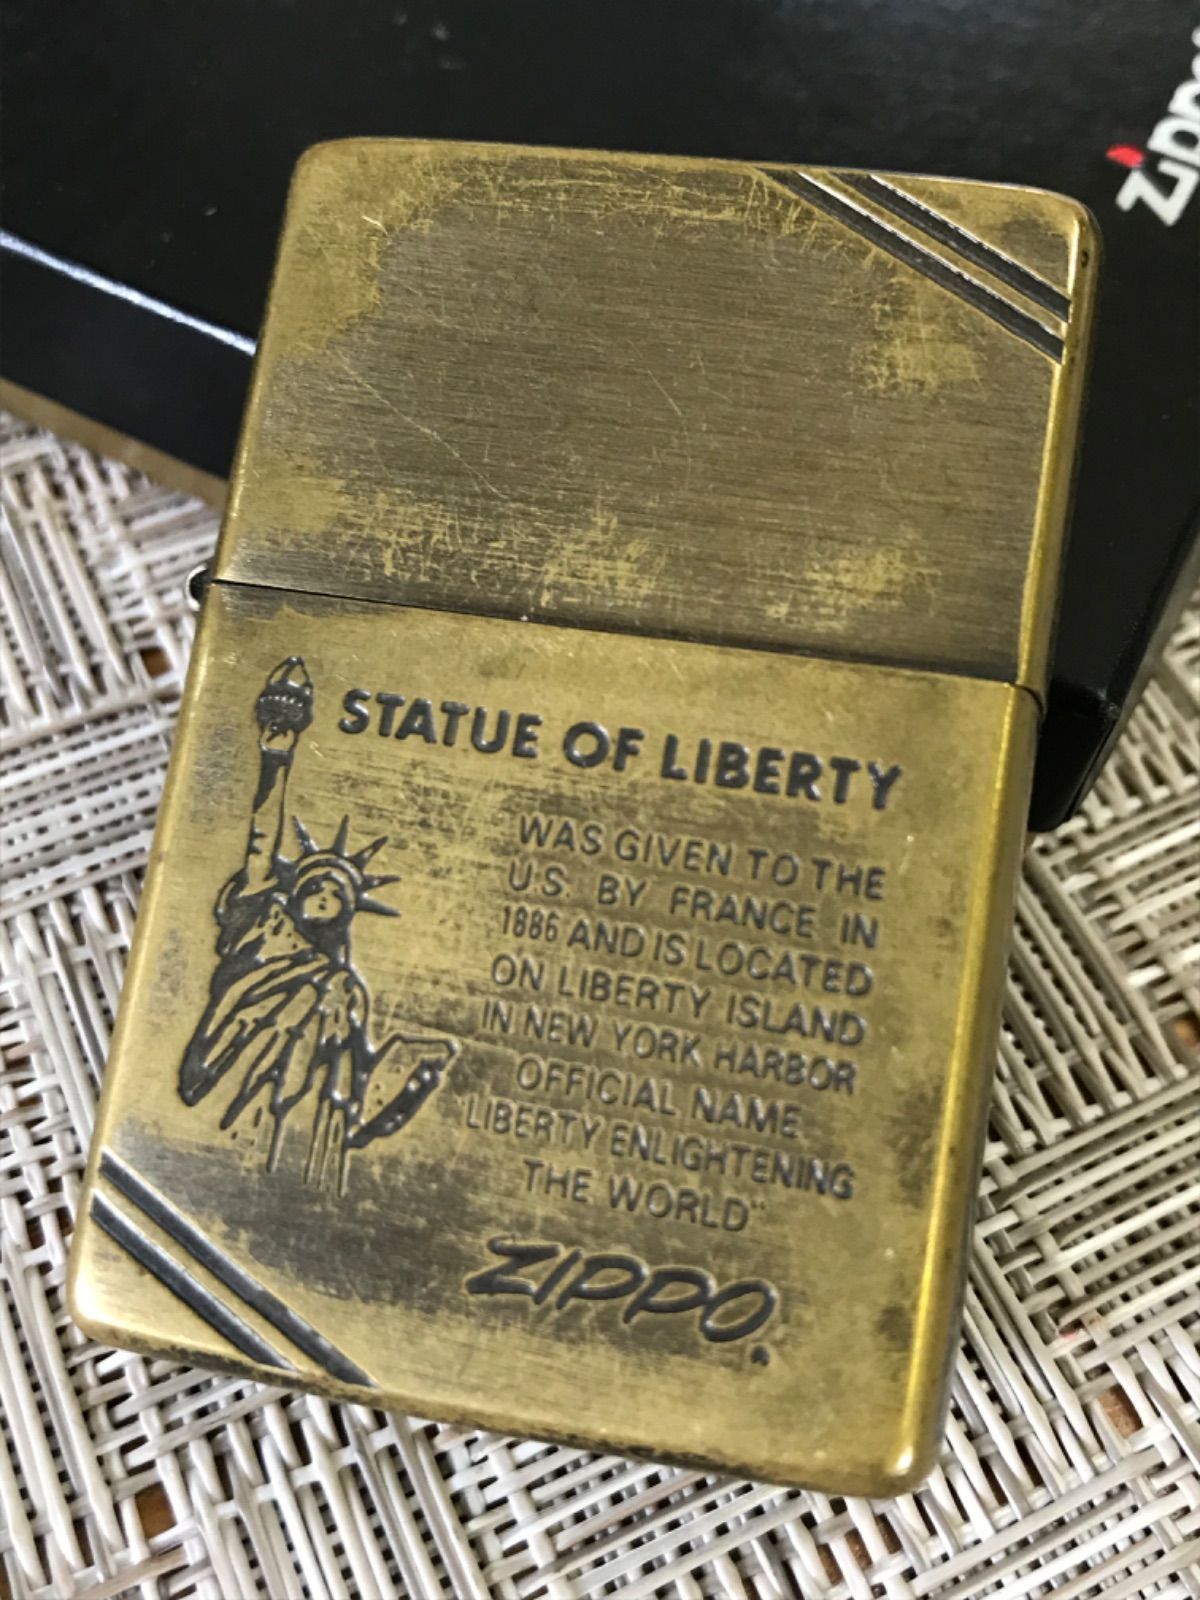 Zippo
STATUE OF LIBERTY
WAS GIVEN TO THE
U.S. BY FRANCE IN
1886 AND IS LOCATED
ON LIBERTY ISLAND
IN NEW YORK HARBOR
OFFICIAL NAME
"LIBERTY ENLIGHTENING
THE WORLD"
ZIPPO